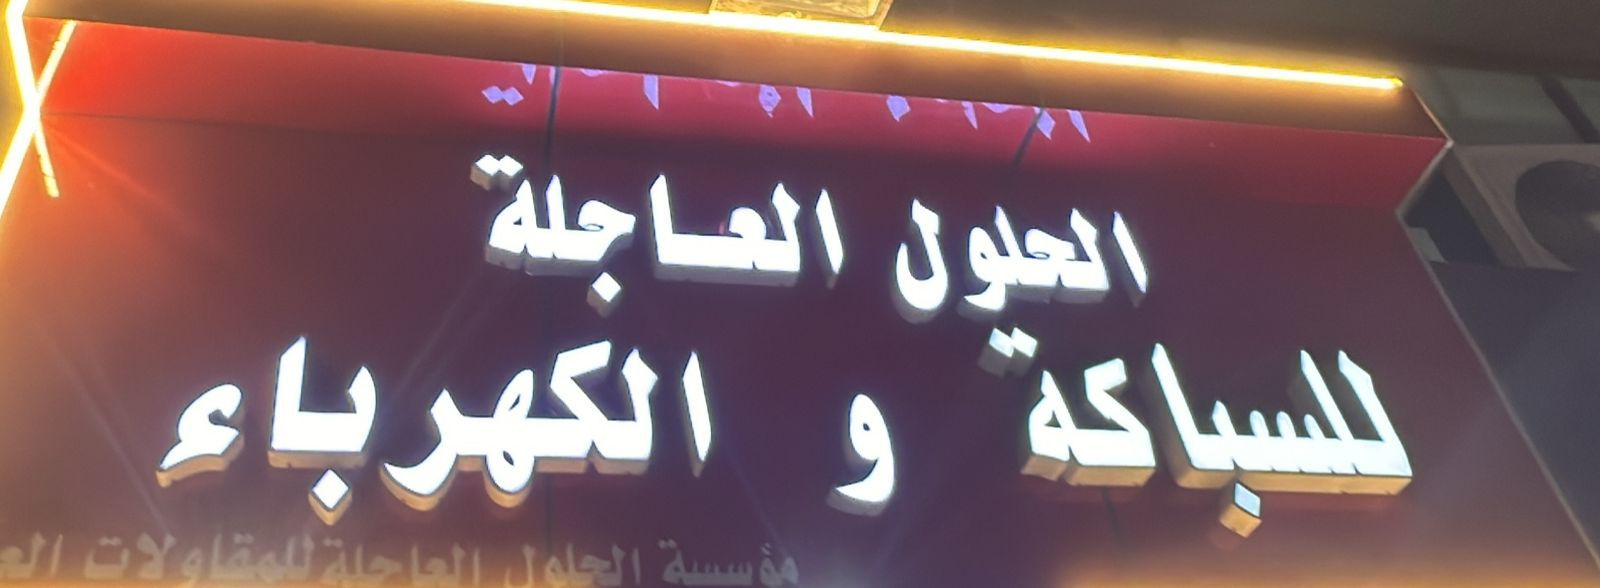 الحلول العاجلة
للسباكة و الكهرباء
مؤسسة الحلول العاجلة للمقاولات